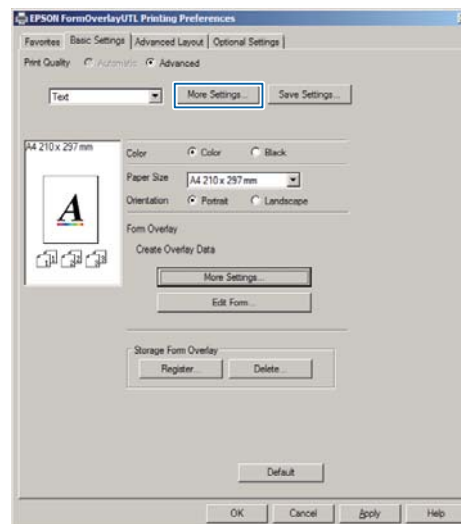 EPSON FormOverlayUTL Printing Preferences
Favorites Basic Settings Advanced Layout Optional Settings
Print Quality Automatic Advanced
Text More Settings... Save Settings...
A4 210 x 297 mm
Color Color Black
Paper Size A4 210 x 297 mm
Orientation Portrait Landscape
A
Form Overlay
Create Overlay Data
More Settings...
Edit Form...
Storage Form Overlay
Register... Delete...
Default
OK Cancel Apply Help